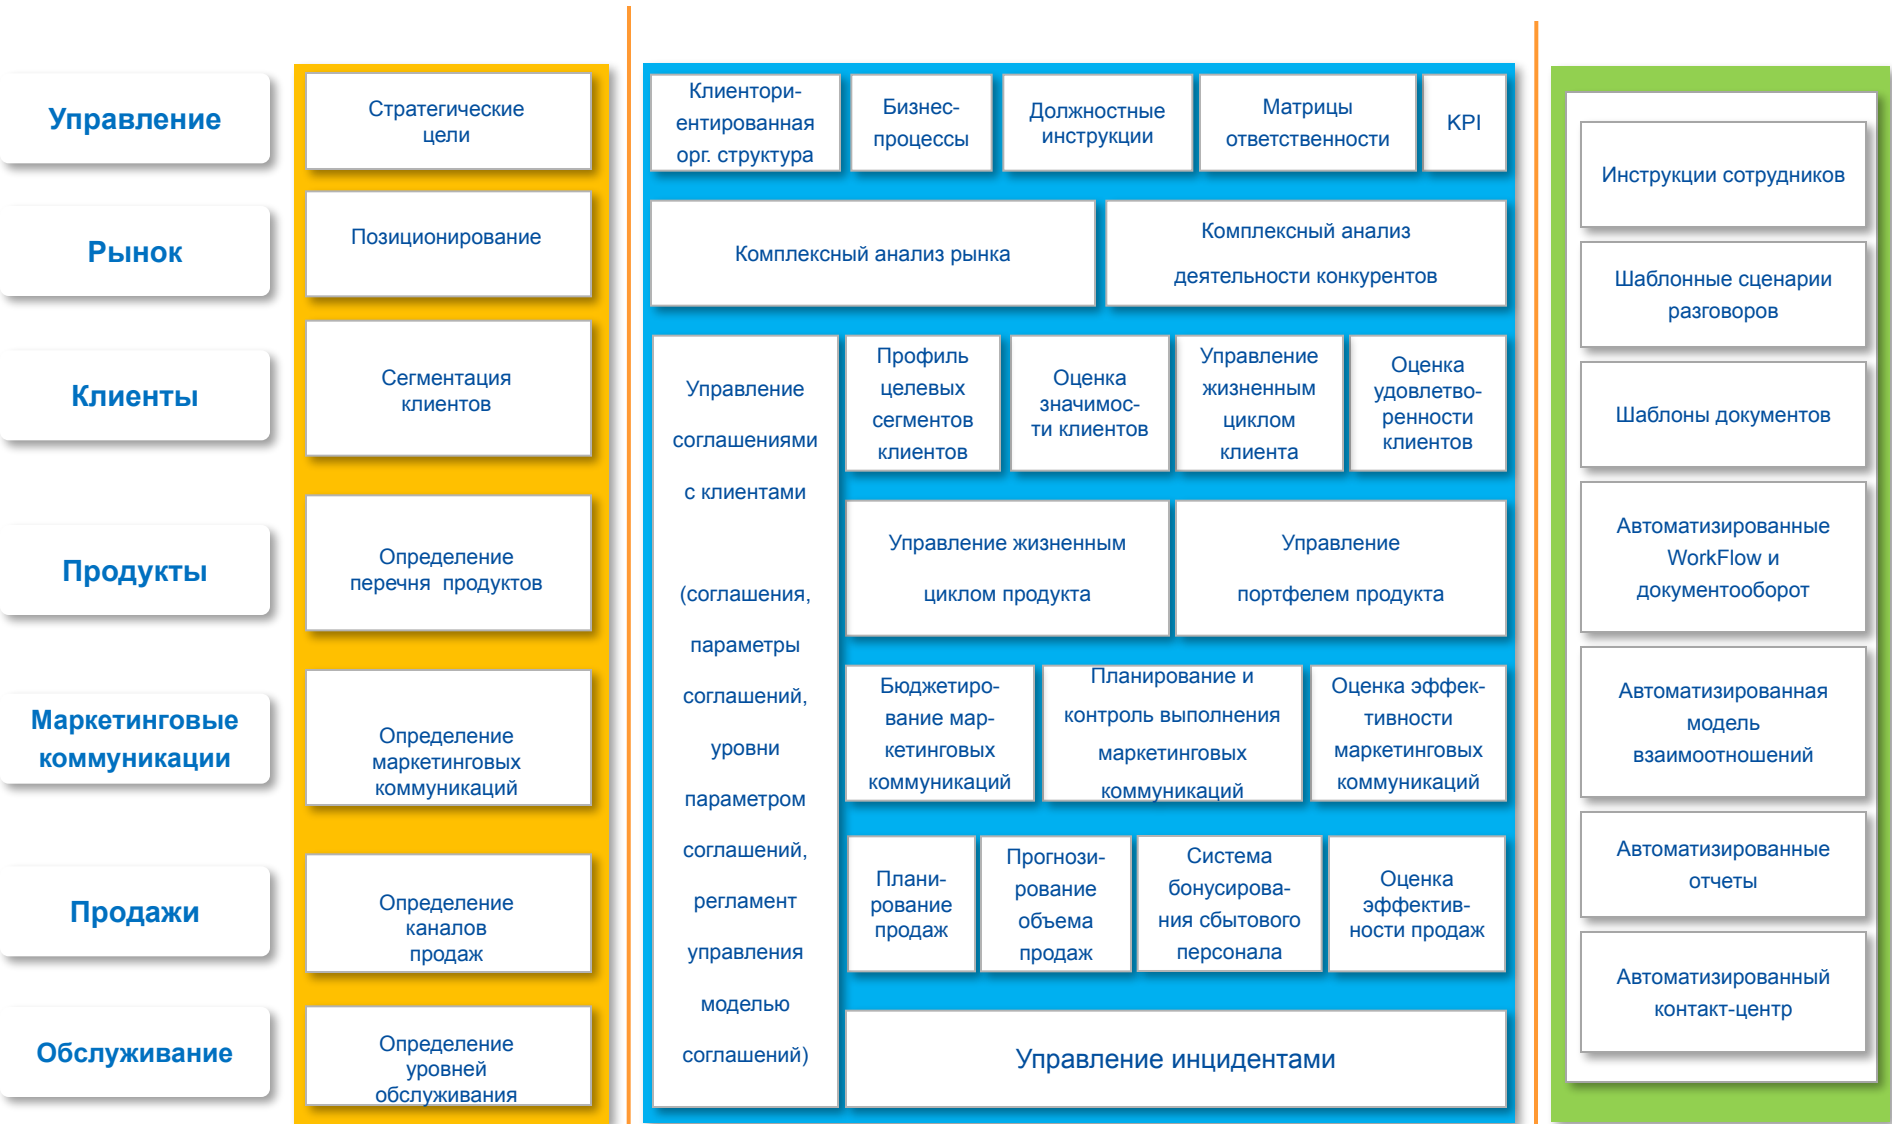 Управление
Рынок
Клиенты
Продукты
Маркетинговые
коммуникации
Продажи
Обслуживание
Стратегические
цели
Позиционирование
Сегментация
клиентов
Определение
перечня продуктов
Определение
маркетинговых
коммуникаций
Определение
каналов
продаж
Определение
уровней
обслуживания
Клиентори-
ентированная
орг. структура
Бизнес-
процессы
Должностные
инструкции
Матрицы
ответственности
KPI
Комплексный анализ рынка
Комплексный анализ
деятельности конкурентов
Управление
соглашениями
с клиентами
(соглашения,
параметры
соглашений,
уровни
параметром
соглашений,
регламент
управления
моделью
соглашений)
Профиль
целевых
сегментов
клиентов
Оценка
значимос-
ти клиентов
Управление
жизненным
циклом
клиента
Оценка
удовлетво-
ренности
клиентов
Управление жизненным
циклом продукта
Управление
портфелем продукта
Бюджетиро-
вание мар-
кетинговых
коммуникаций
Планирование и
контроль выполнения
маркетинговых
коммуникаций
Оценка эффек-
тивности
маркетинговых
коммуникаций
Плани-
рование
продаж
Прогнози-
рование
объема
продаж
Система
бонусирова-
ния сбытового
персонала
Оценка
эффектив-
ности продаж
Управление инцидентами
Инструкции сотрудников
Шаблонные сценарии
разговоров
Шаблоны документов
Автоматизированные
WorkFlow и
документооборот
Автоматизированная
модель
взаимоотношений
Автоматизированные
отчеты
Автоматизированный
контакт-центр